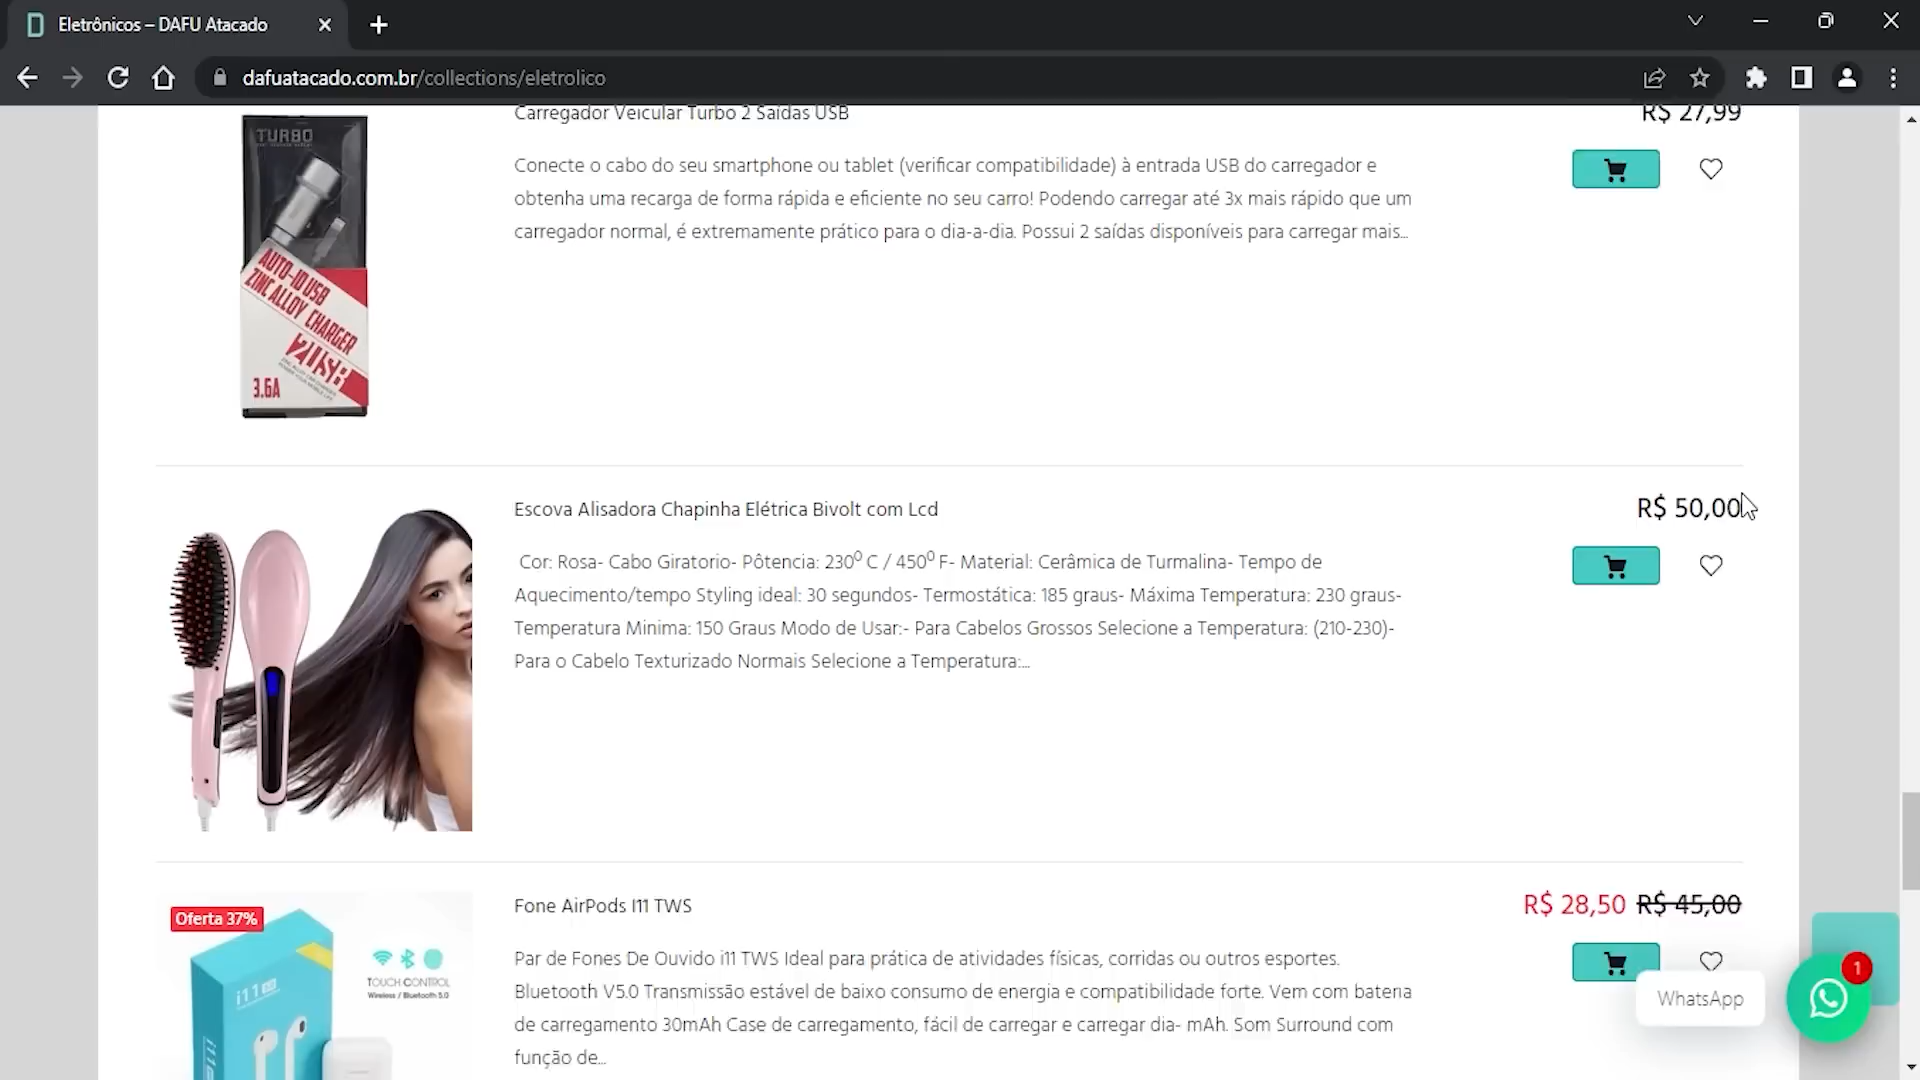 Eletrônicos – DAFU Atacado
dafuatacado.com.br/collections/eletrolico
Carregador Veicular Turbo 2 Saídas USB
R$ 27,99
Conecte o cabo do seu smartphone ou tablet (verificar compatibilidade) à entrada USB do carregador e
obtenha uma recarga de forma rápida e eficiente no seu carro! Podendo carregar até 3x mais rápido que um
carregador normal, é extremamente prático para o dia-a-dia. Possui 2 saídas disponíveis para carregar mais...
TURBO
AUTO-ID USB
ZINC ALLOY CHARGER
2USB
3.6A
Escova Alisadora Chapinha Elétrica Bivolt com Lcd
R$ 50,00
Cor: Rosa- Cabo Giratorio- Pôtencia: 230⁰ C / 450⁰ F- Material: Cerâmica de Turmalina- Tempo de
Aquecimento/tempo Styling ideal: 30 segundos- Termostática: 185 graus- Máxima Temperatura: 230 graus-
Temperatura Minima: 150 Graus Modo de Usar:- Para Cabelos Grossos Selecione a Temperatura: (210-230)-
Para o Cabelo Texturizado Normais Selecione a Temperatura:...
Oferta 37%
Fone AirPods I11 TWS
R$ 28,50 R$ 45,00
Par de Fones De Ouvido i11 TWS Ideal para prática de atividades físicas, corridas ou outros esportes.
Bluetooth V5.0 Transmissão estável de baixo consumo de energia e compatibilidade forte. Vem com bateria
de carregamento 30mAh Case de carregamento, fácil de carregar e carregar dia- mAh. Som Surround com
função de...
TOUCH CONTROL
Wireless / Bluetooth 5.0
i11
WhatsApp
1